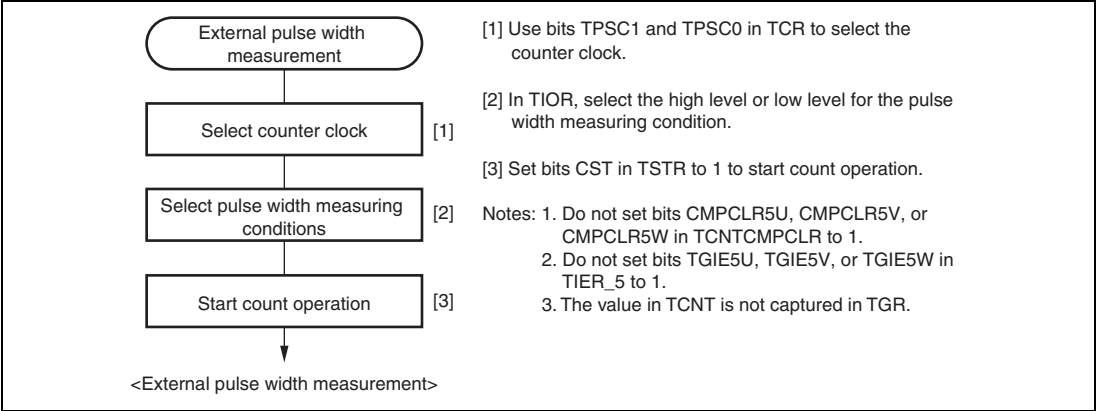 External pulse width
measurement
Select counter clock
[1]
Select pulse width measuring
conditions
[2]
Start count operation
[3]
<External pulse width measurement>
[1] Use bits TPSC1 and TPSC0 in TCR to select the
counter clock.
[2] In TIOR, select the high level or low level for the pulse
width measuring condition.
[3] Set bits CST in TSTR to 1 to start count operation.
Notes: 1. Do not set bits CMPCLR5U, CMPCLR5V, or
CMPCLR5W in TCNTCMPCLR to 1.
2. Do not set bits TGIE5U, TGIE5V, or TGIE5W in
TIER_5 to 1.
3. The value in TCNT is not captured in TGR.